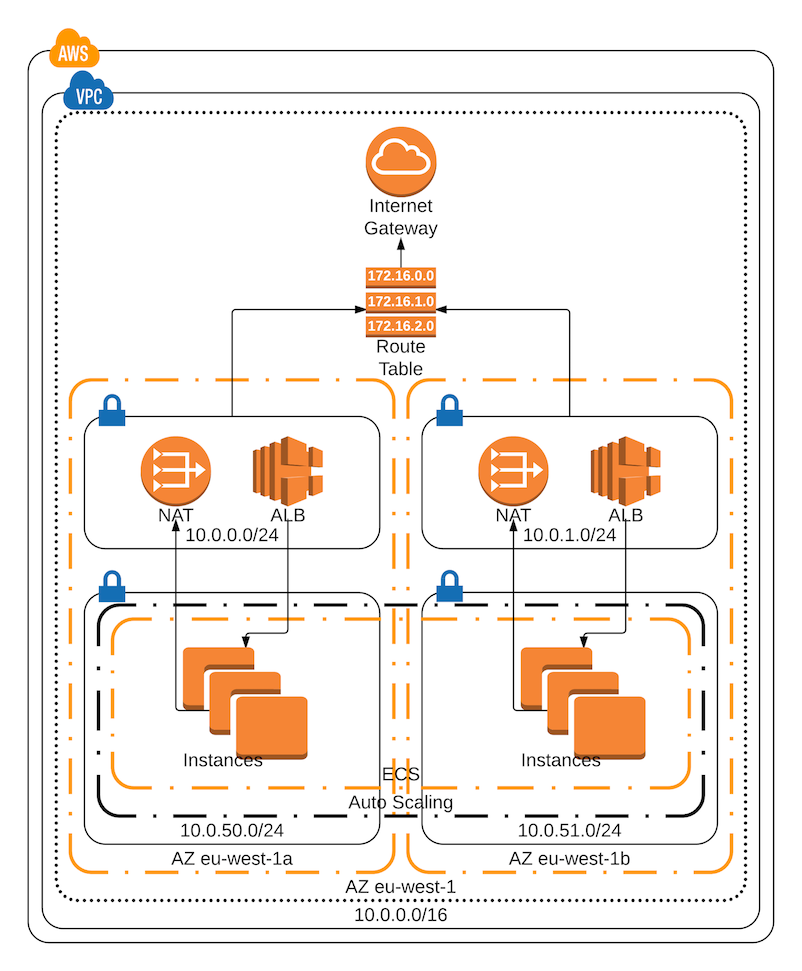 AWS
VPC
Internet
Gateway
172.16.0.0
172.16.1.0
172.16.2.0
Route
Table
NAT
ALB
10.0.0.0/24
NAT
ALB
10.0.1.0/24
Instances
Instances
ECS
Auto Scaling
10.0.50.0/24
10.0.51.0/24
AZ eu-west-1a
AZ eu-west-1b
AZ eu-west-1
10.0.0.0/16